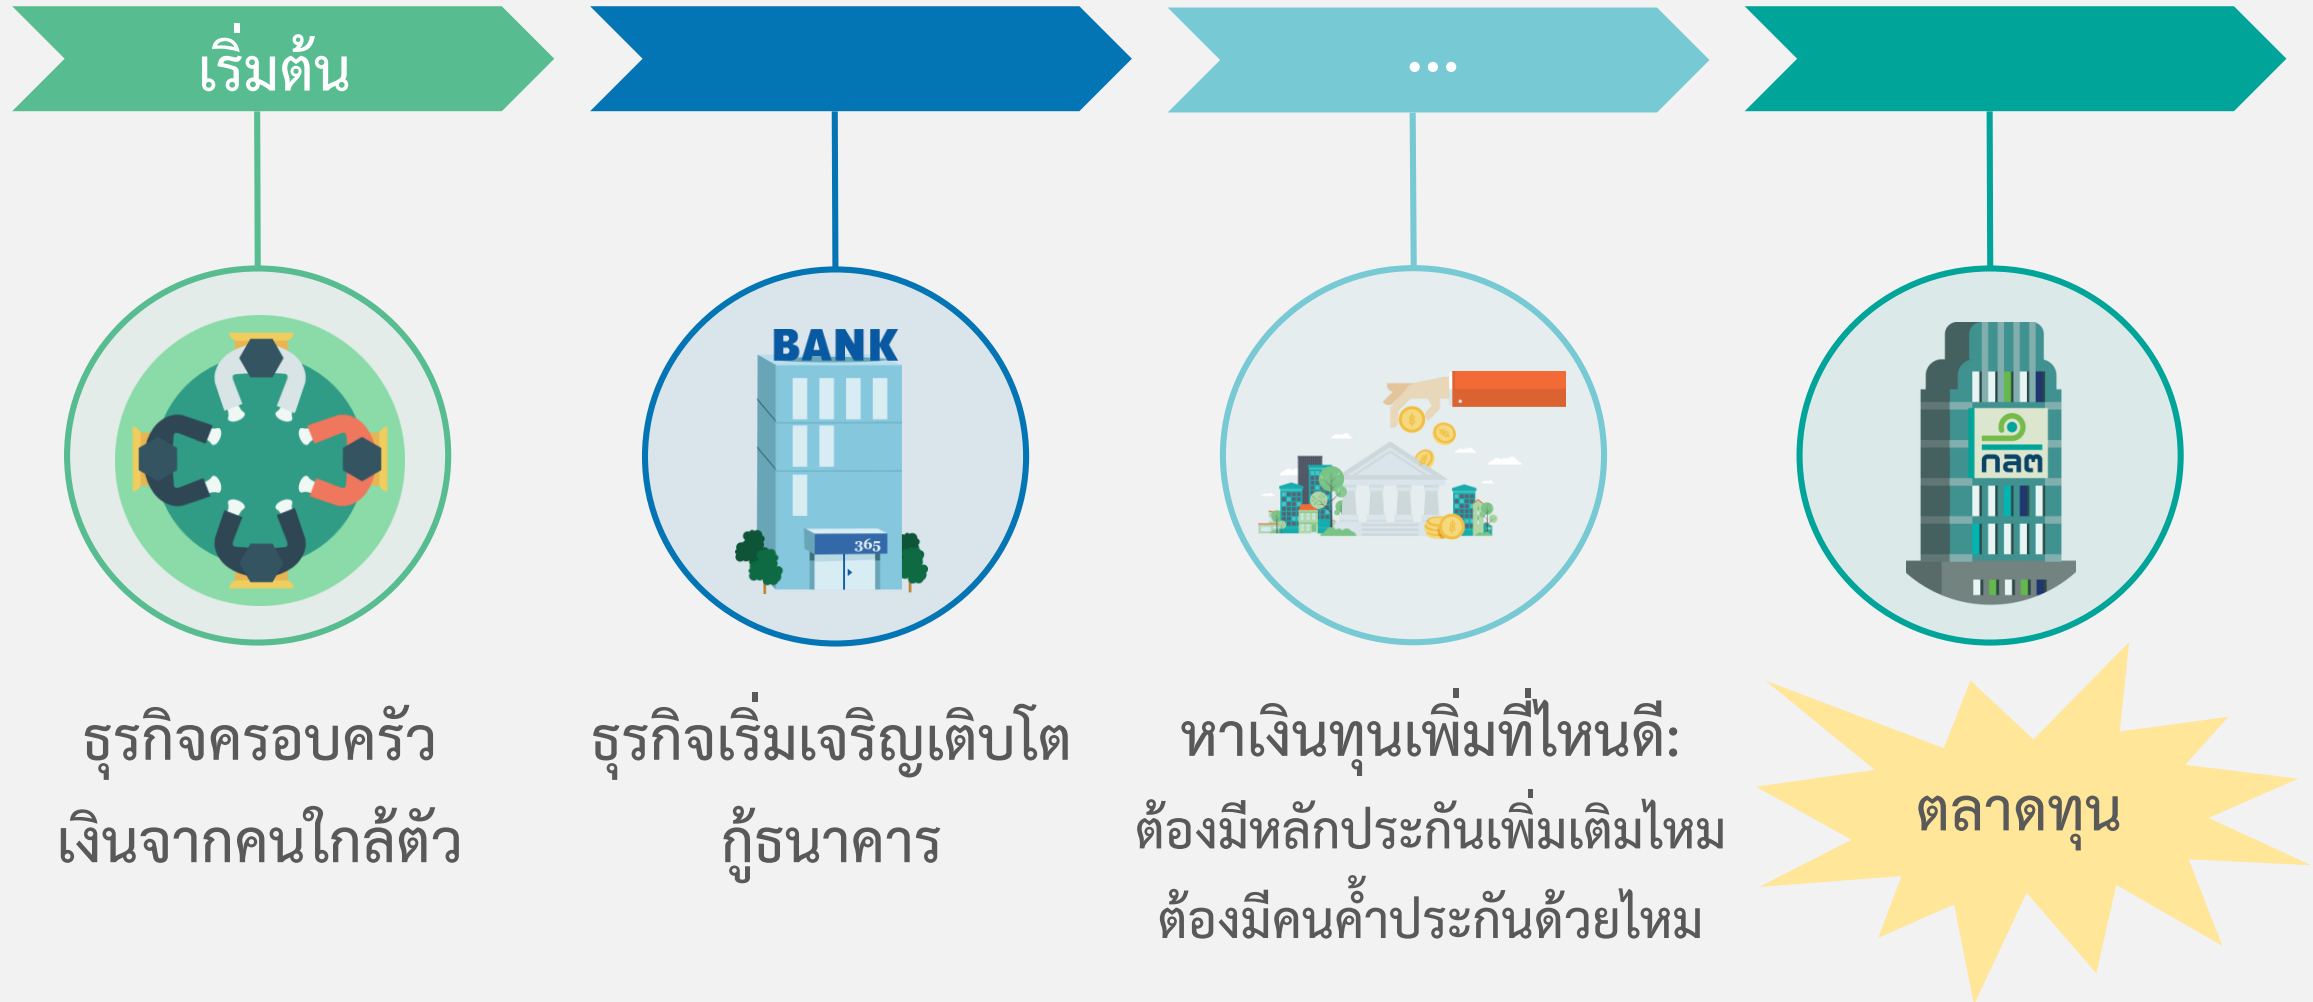 เริ่มต้น
...
BANK
365
กลต
ธุรกิจครอบครัว
เงินจากคนใกล้ตัว
ธุรกิจเริ่มเจริญเติบโต
กู้ธนาคาร
หาเงินทุนเพิ่มที่ไหนดี:
ต้องมีหลักประกันเพิ่มเติมไหม
ต้องมีคนค้ำประกันด้วยไหม
ตลาดทุน